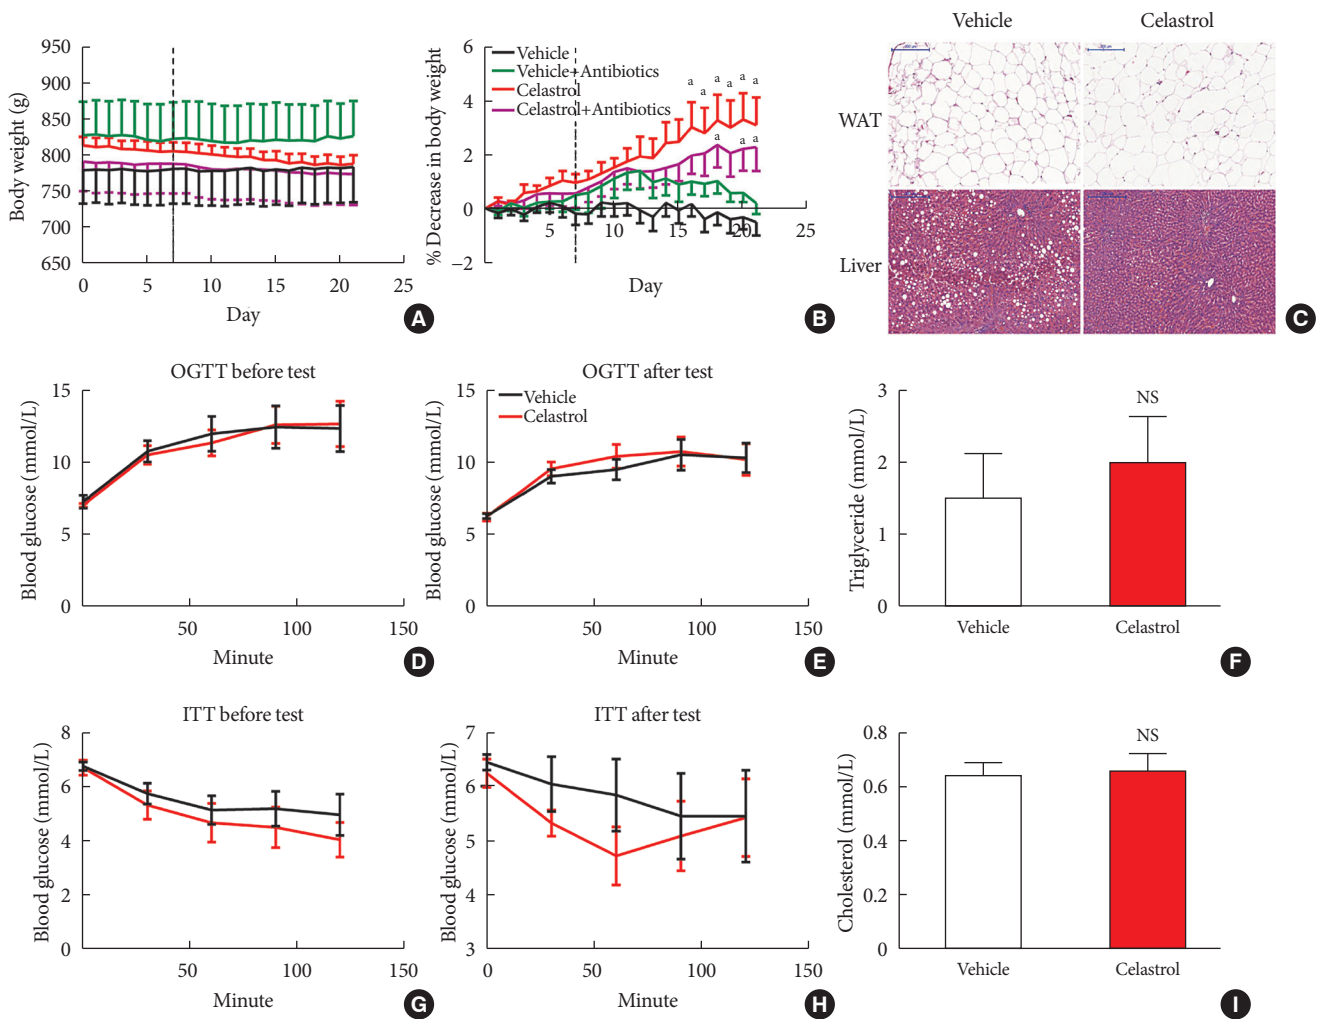 Vehicle
Celastrol
950
900
850
800
750
700
650
Body weight (g)
0
5
10
15
20
25
Day
A
6
4
2
0
−2
% Decrease in body weight
Vehicle
Vehicle+Antibiotics
Celastrol
Celastrol+Antibiotics
a
a
a
a
a
a
a
a
a
5
10
15
20
25
Day
B
WAT
Liver
C
OGTT before test
15
10
5
0
Blood glucose (mmol/L)
50
100
150
Minute
D
OGTT after test
Vehicle
Celastrol
15
10
5
0
Blood glucose (mmol/L)
50
100
150
Minute
E
3
2
1
0
Triglyceride (mmol/L)
NS
Vehicle
Celastrol
F
ITT before test
8
6
4
2
0
Blood glucose (mmol/L)
50
100
150
Minute
G
ITT after test
7
6
5
4
3
Blood glucose (mmol/L)
0
50
100
150
Minute
H
0.8
0.6
0.4
0.2
0
Cholesterol (mmol/L)
NS
Vehicle
Celastrol
I